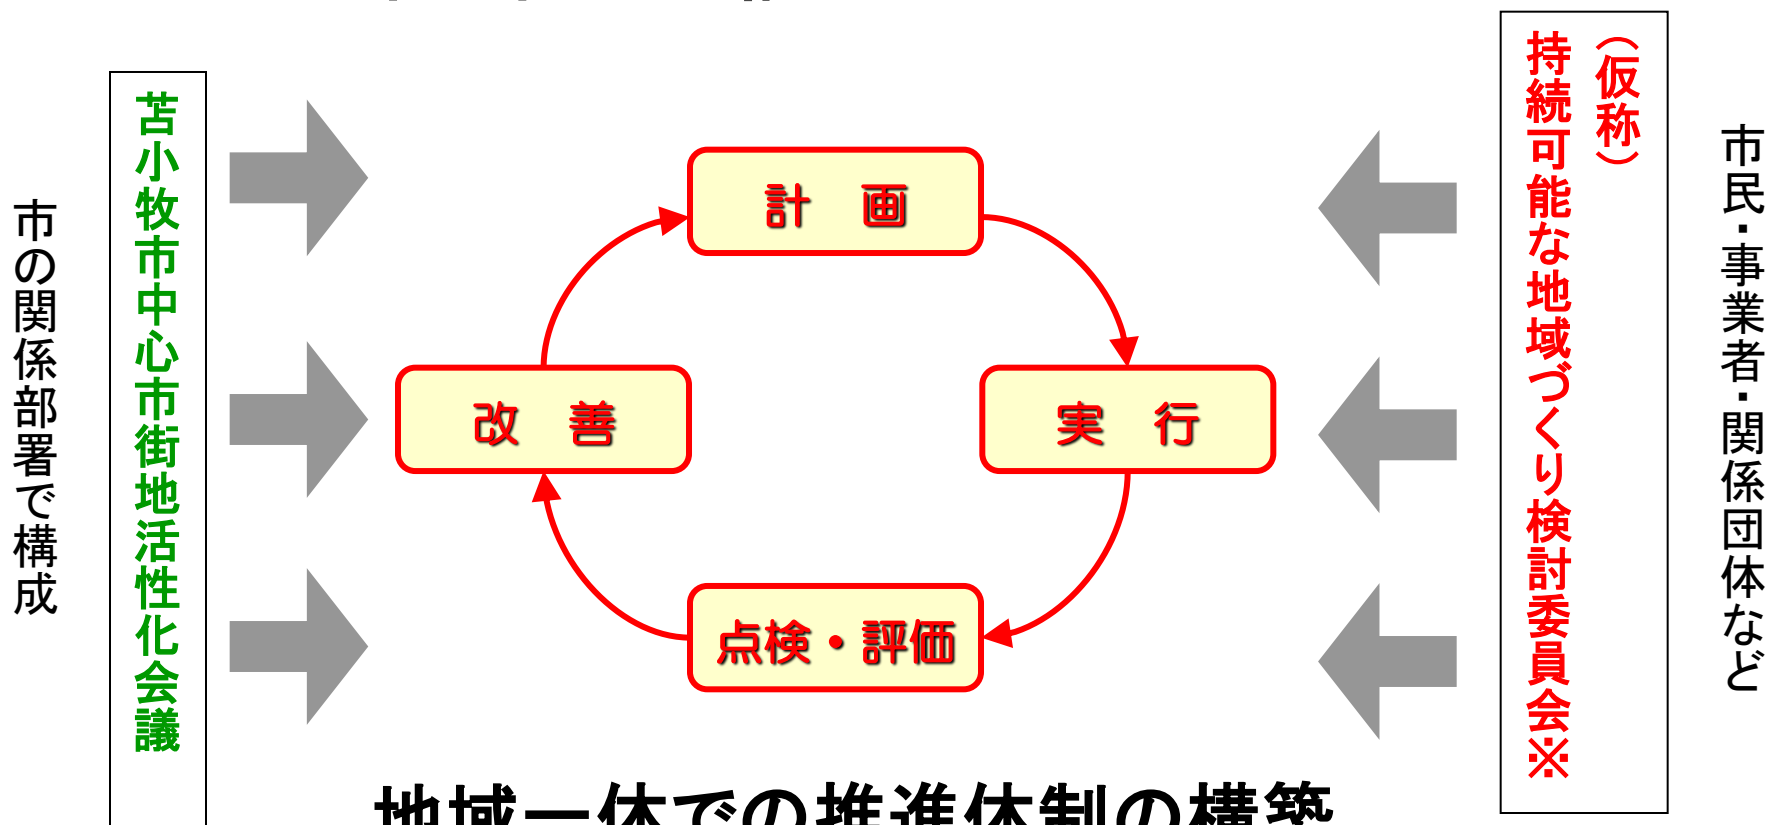 市の関係部署で構成
苫小牧市中心市街地活性化会議
計　画
改　善
実　行
点検・評価
（仮称）
持続可能な地域づくり検討委員会※
市民・事業者・関係団体など
地域一体での推進体制の構築